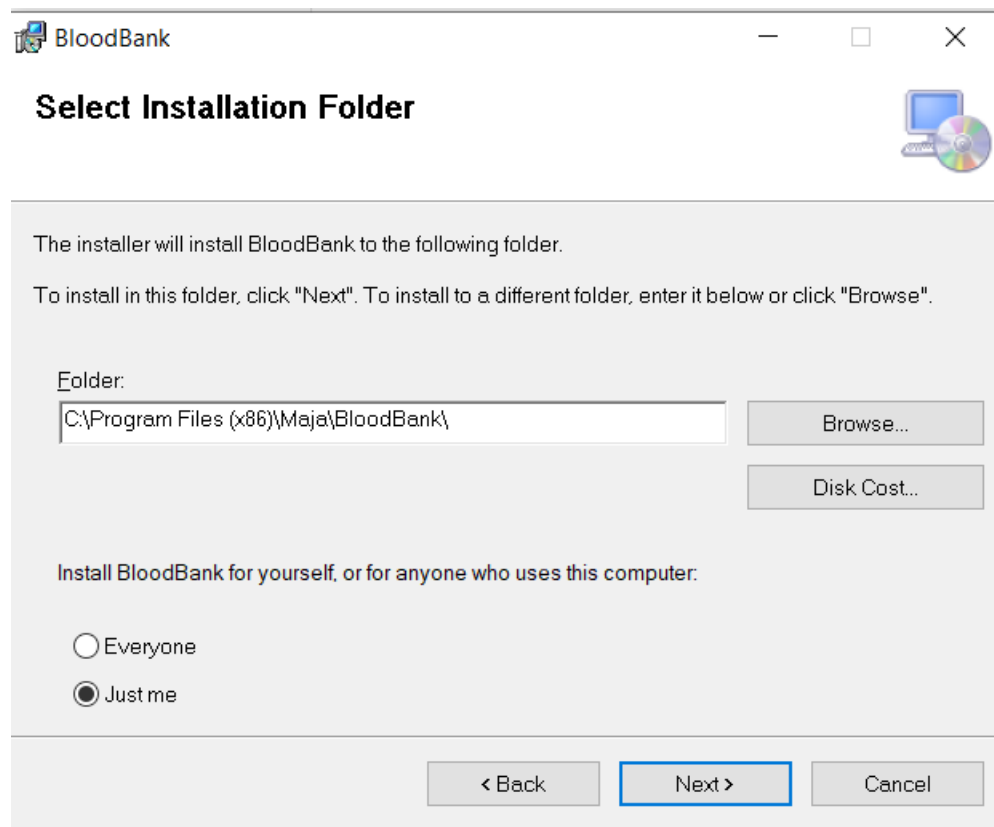 BloodBank
Select Installation Folder
The installer will install BloodBank to the following folder.
To install in this folder, click "Next". To install to a different folder, enter it below or click "Browse".
Folder:
C:\Program Files (x86)\Maja\BloodBank\
Browse...
Disk Cost...
Install BloodBank for yourself, or for anyone who uses this computer:
Everyone
Just me
< Back
Next >
Cancel